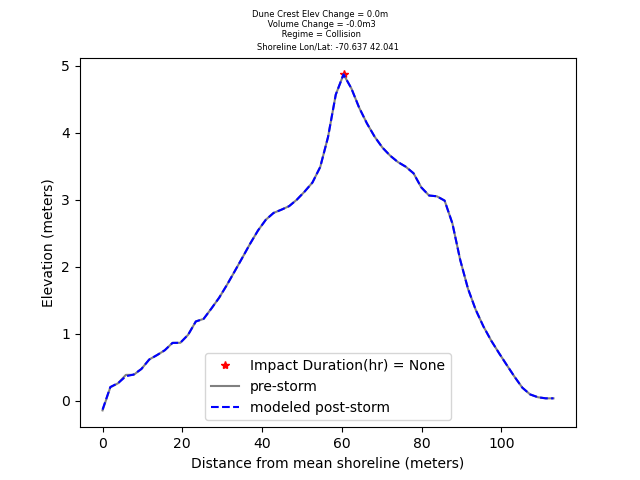 Dune Crest Elev Change = 0.0m
Volume Change = -0.0m3
Regime = Collision
Shoreline Lon/Lat: -70.637 42.041
5
4
3
2
1
0
Elevation (meters)
Impact Duration(hr) = None
pre-storm
modeled post-storm
0 20 40 60 80 100
Distance from mean shoreline (meters)